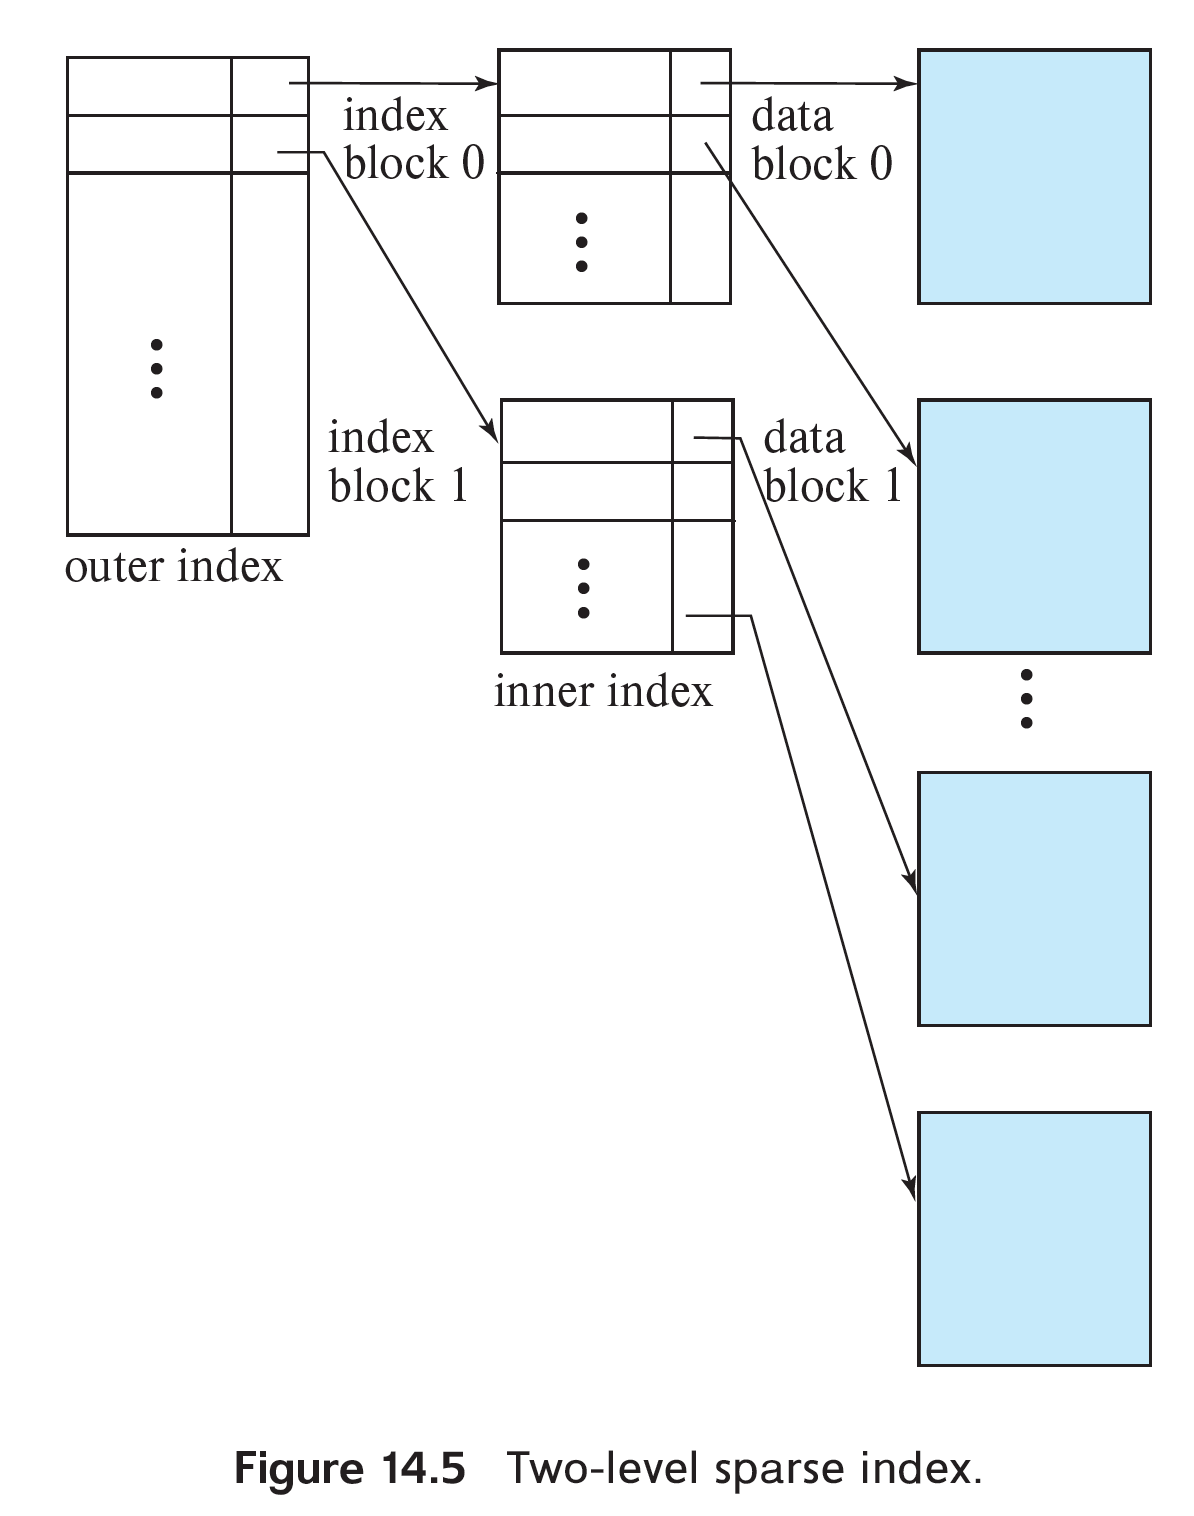 index
block 0
data
block 0
index
block 1
data
block 1
outer index
inner index
Figure 14.5 Two-level sparse index.